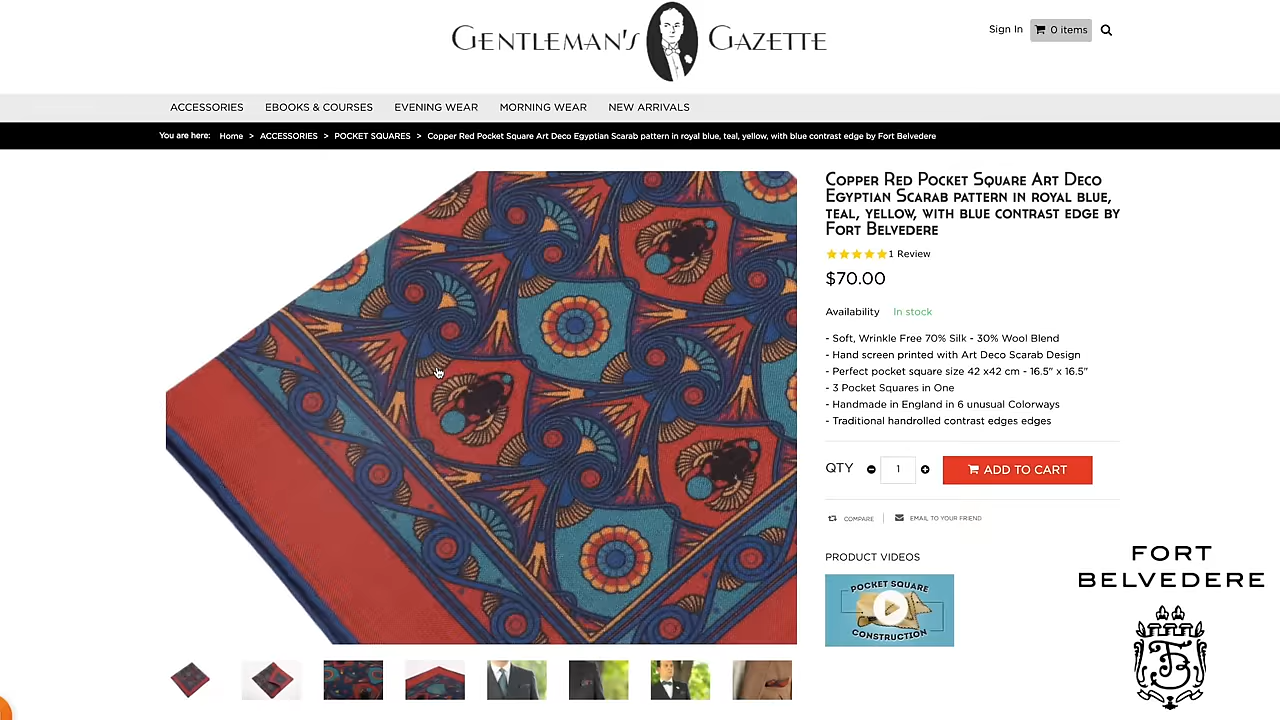 GENTLEMAN'S GAZETTE
Sign In 0 items
ACCESSORIES EBOOKS & COURSES EVENING WEAR MORNING WEAR NEW ARRIVALS
You are here: Home > ACCESSORIES > POCKET SQUARES > Copper Red Pocket Square Art Deco Egyptian Scarab pattern in royal blue, teal, yellow, with blue contrast edge by Fort Belvedere
Copper Red Pocket Square Art Deco
Egyptian Scarab pattern in royal blue,
teal, yellow, with blue contrast edge by
Fort Belvedere
1 Review
$70.00
Availability In stock
- Soft, Wrinkle Free 70% Silk - 30% Wool Blend
- Hand screen printed with Art Deco Scarab Design
- Perfect pocket square size 42 x42 cm - 16.5" x 16.5"
- 3 Pocket Squares in One
- Handmade in England in 6 unusual Colorways
- Traditional handrolled contrast edges edges
QTY 1 ADD TO CART
COMPARE EMAIL TO YOUR FRIEND
PRODUCT VIDEOS
POCKET SQUARE
CONSTRUCTION
FORT
BELVEDERE